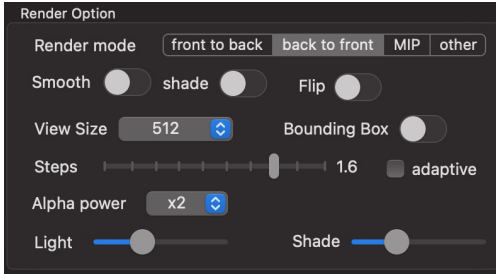 Render Option
Render mode front to back back to front MIP other
Smooth shade Flip
View Size 512 Bounding Box
Steps 1.6 adaptive
Alpha power x2
Light Shade